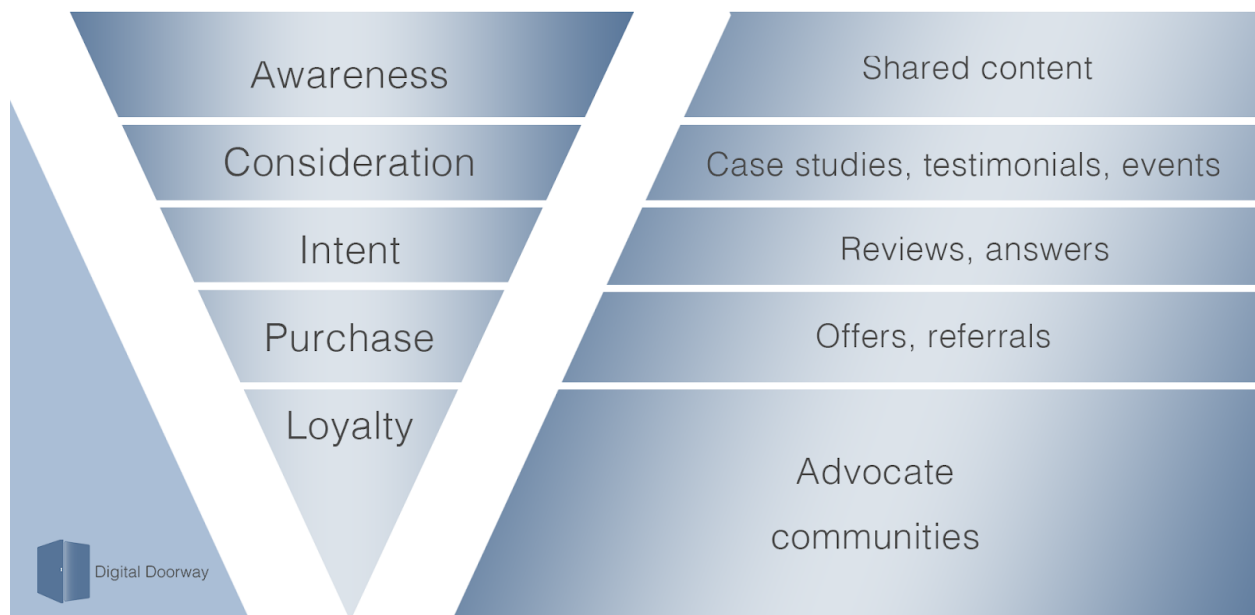 Awareness
Shared content
Consideration
Case studies, testimonials, events
Intent
Reviews, answers
Purchase
Offers, referrals
Loyalty
Advocate
communities
Digital Doorway